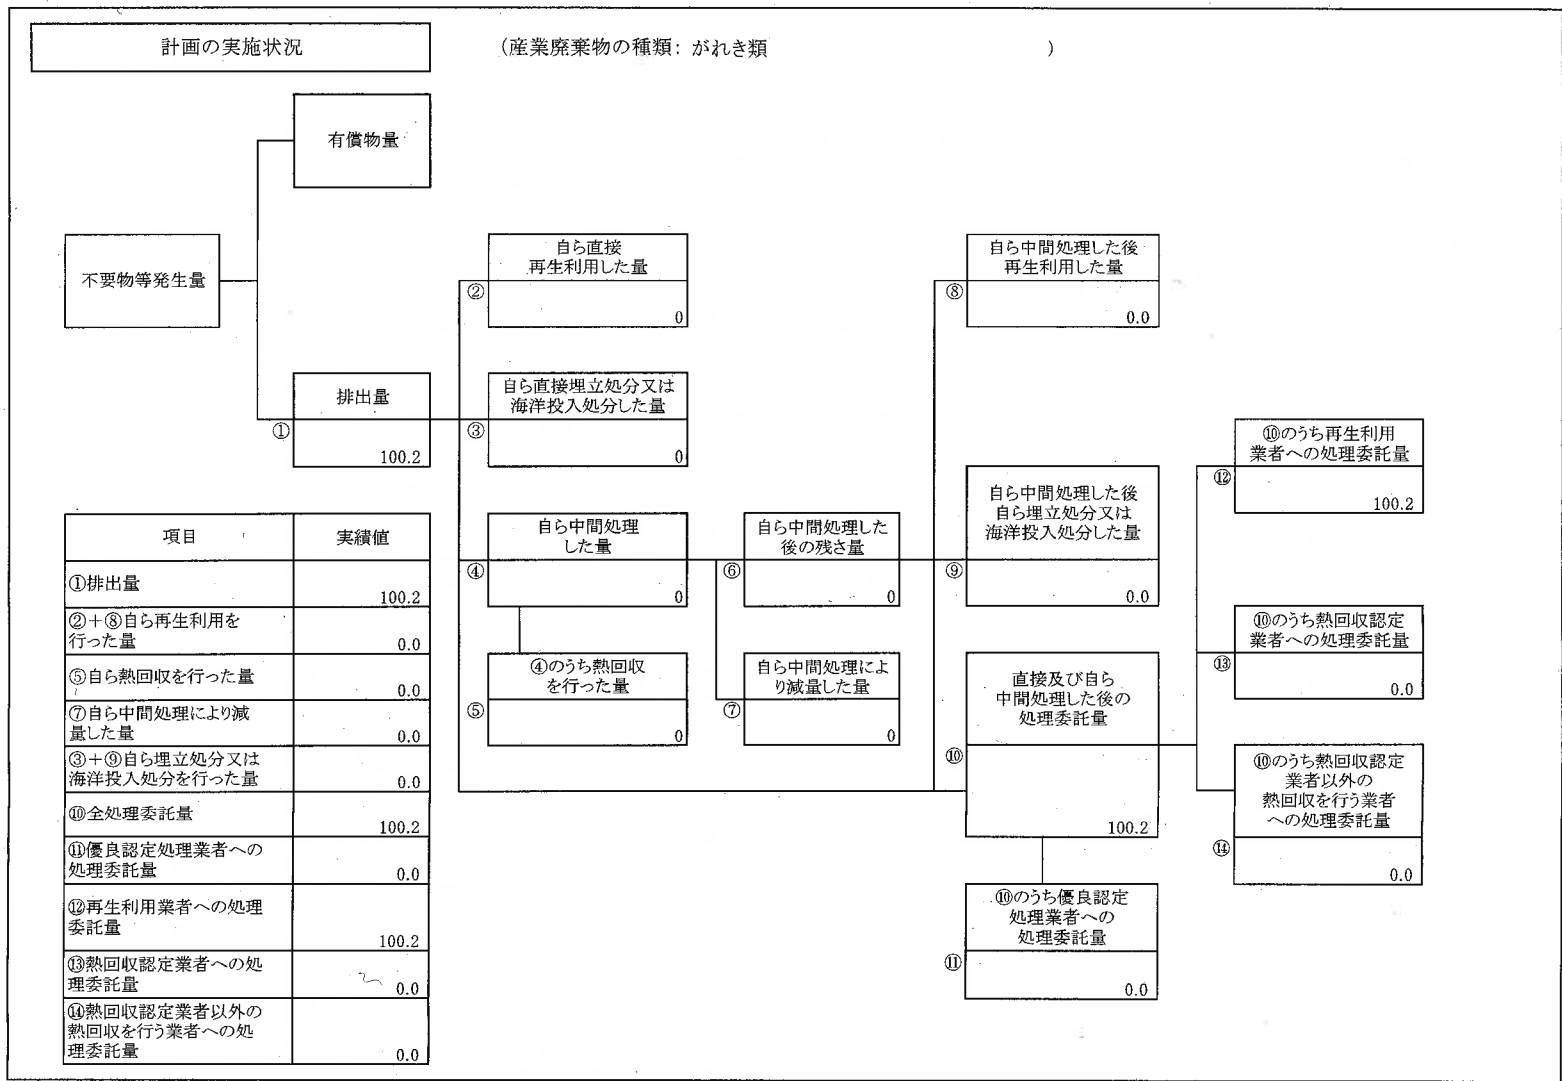 計画の実施状況
(産業廃棄物の種類: がれき類 )
有償物量
不要物等発生量
排出量
①
100.2
自ら直接
再生利用した量
②
0
自ら直接埋立処分又は
海洋投入処分した量
③
0
自ら中間処理
した量
④
0
④のうち熱回収
を行った量
⑤
0
自ら中間処理した
後の残さ量
⑥
0
自ら中間処理によ
り減量した量
⑦
0
自ら中間処理した後
再生利用した量
⑧
0.0
自ら中間処理した後
自ら埋立処分又は
海洋投入処分した量
⑨
0.0
直接及び自ら
中間処理した後の
処理委託量
⑩
100.2
⑩のうち優良認定
処理業者への
処理委託量
⑪
0.0
⑩のうち再生利用
業者への処理委託量
⑫
100.2
⑩のうち熱回収認定
業者への処理委託量
⑬
0.0
⑩のうち熱回収認定
業者以外の
熱回収を行う業者
への処理委託量
⑭
0.0
項目 実績値
①排出量
100.2
②+⑧自ら再生利用を
行った量 0.0
⑤自ら熱回収を行った量
0.0
⑦自ら中間処理により減
量した量 0.0
③+⑨自ら埋立処分又は
海洋投入処分を行った量 0.0
⑩全処理委託量
100.2
⑪優良認定処理業者への
処理委託量 0.0
⑫再生利用業者への処理
委託量
100.2
⑬熱回収認定業者への処
理委託量 0.0
⑭熱回収認定業者以外の
熱回収を行う業者への処
理委託量 0.0